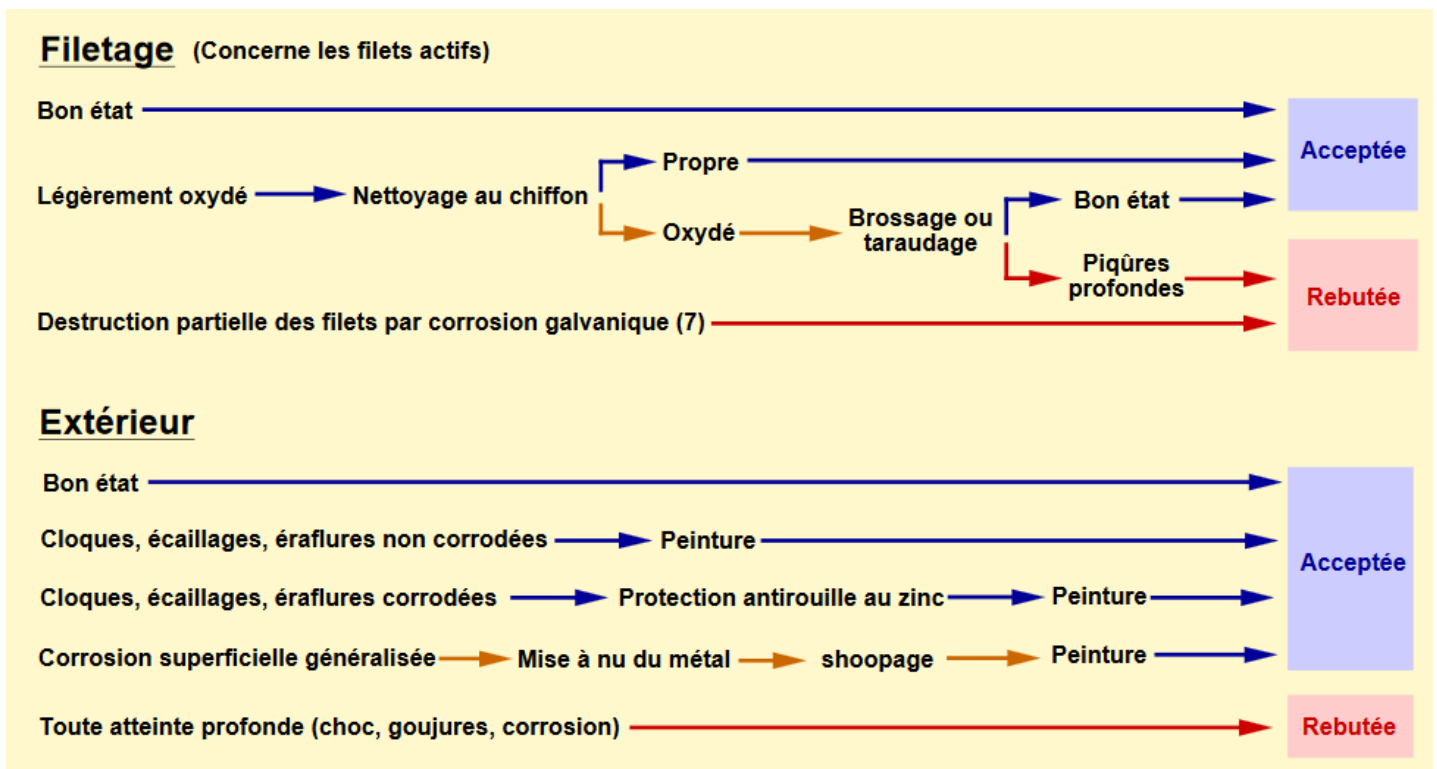 Filetage (Concerne les filets actifs)
Bon état
Acceptée
Propre
Légèrement oxydé Nettoyage au chiffon
Bon état
Oxydé
Brossage ou
taraudage
Piqûres
profondes
Rebutée
Destruction partielle des filets par corrosion galvanique (7)
Extérieur
Bon état
Cloques, écaillages, éraflures non corrodées Peinture
Acceptée
Cloques, écaillages, éraflures corrodées Protection antirouille au zinc Peinture
Corrosion superficielle généralisée Mise à nu du métal shoopage Peinture
Toute atteinte profonde (choc, goujures, corrosion) Rebutée